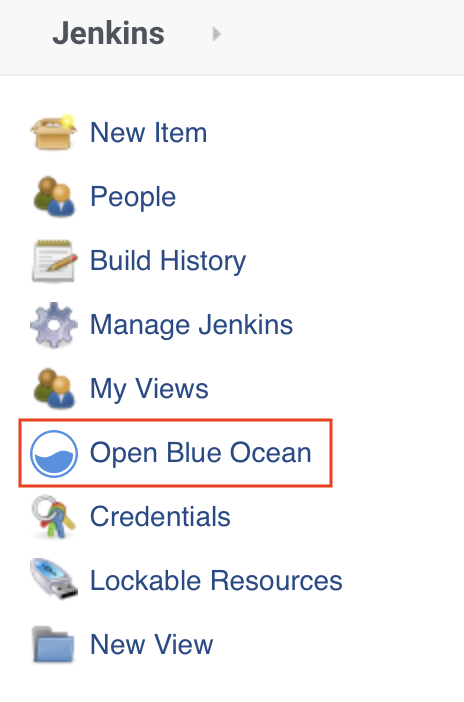 Jenkins
New Item
People
Build History
Manage Jenkins
My Views
Open Blue Ocean
Credentials
Lockable Resources
New View